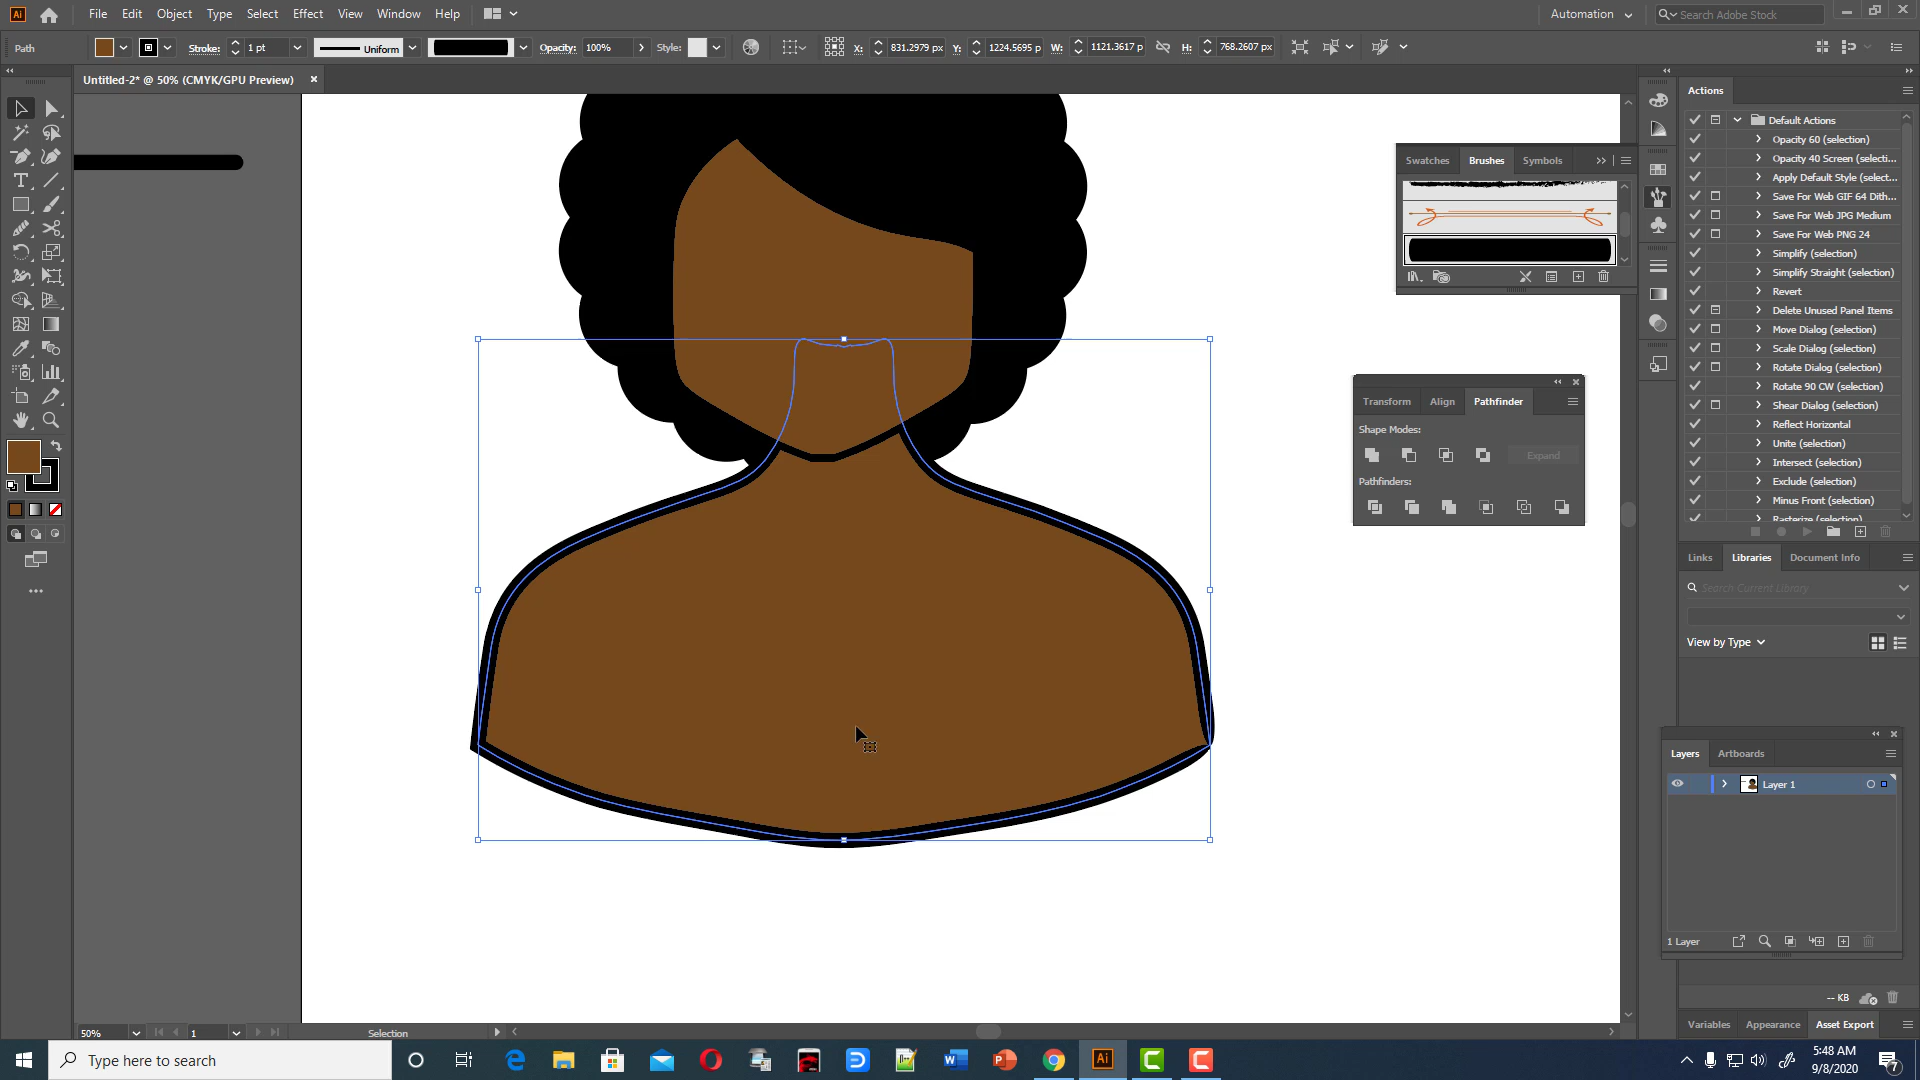 Ai File Edit Object Type Select Effect View Window Help Automation Search Adobe Stock
Path Stroke: 1 pt Uniform Opacity: 100% Style: X: 831.2979 px Y: 1224.5695 p W: 1121.3617 p H: 768.2607 px
Untitled-2* @ 50% (CMYK/GPU Preview)
Swatches Brushes Symbols
Transform Align Pathfinder
Shape Modes:
Expand
Pathfinders:
Actions
Default Actions
Opacity 60 (selection)
Opacity 40 Screen (selecti...
Apply Default Style (select...
Save For Web GIF 64 Dith...
Save For Web JPG Medium
Save For Web PNG 24
Simplify (selection)
Simplify Straight (selection)
Revert
Delete Unused Panel Items
Move Dialog (selection)
Scale Dialog (selection)
Rotate Dialog (selection)
Rotate 90 CW (selection)
Shear Dialog (selection)
Reflect Horizontal
Unite (selection)
Intersect (selection)
Exclude (selection)
Minus Front (selection)
Rasterize (selection)
Links Libraries Document Info
Search Current Library
View by Type
Layers Artboards
Layer 1
1 Layer
-- KB
Variables Appearance Asset Export
50% 1 Selection
Type here to search
5:48 AM
9/8/2020
7